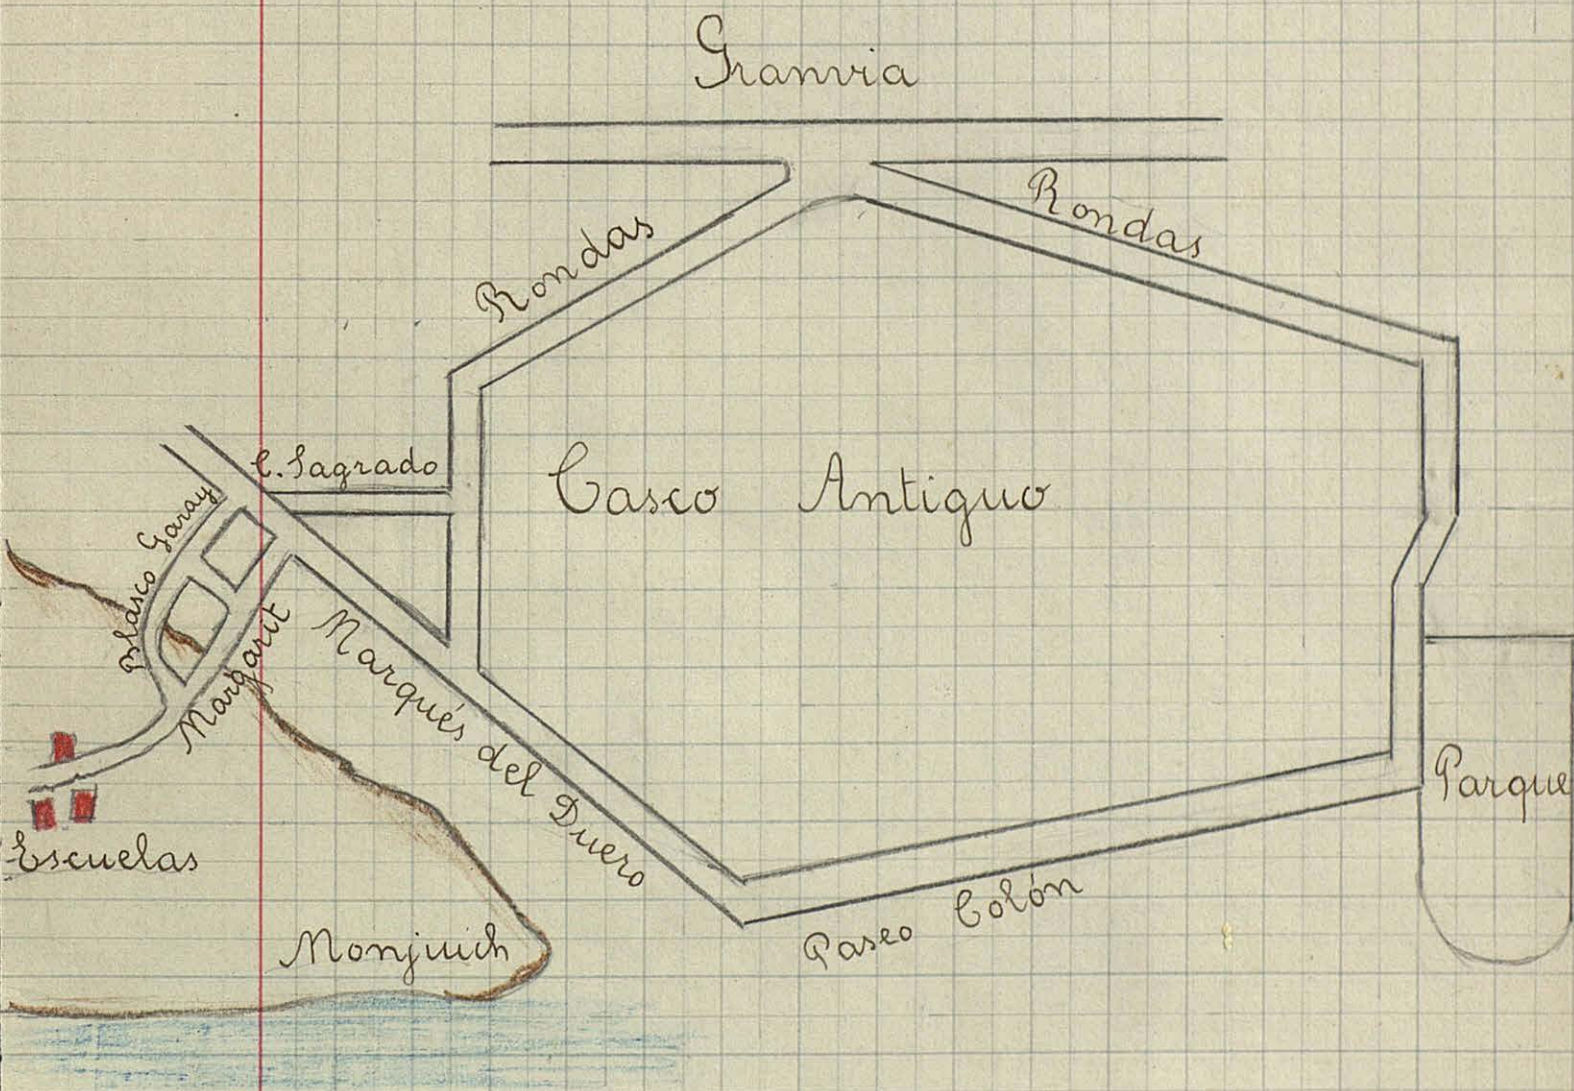 Granvia
Rondas
Rondas
C. Sagrado
Casco Antiguo
Blasco Garay
Margarit
Marqués del Duero
Parque
Escuelas
Paseo Colón
Monjuich